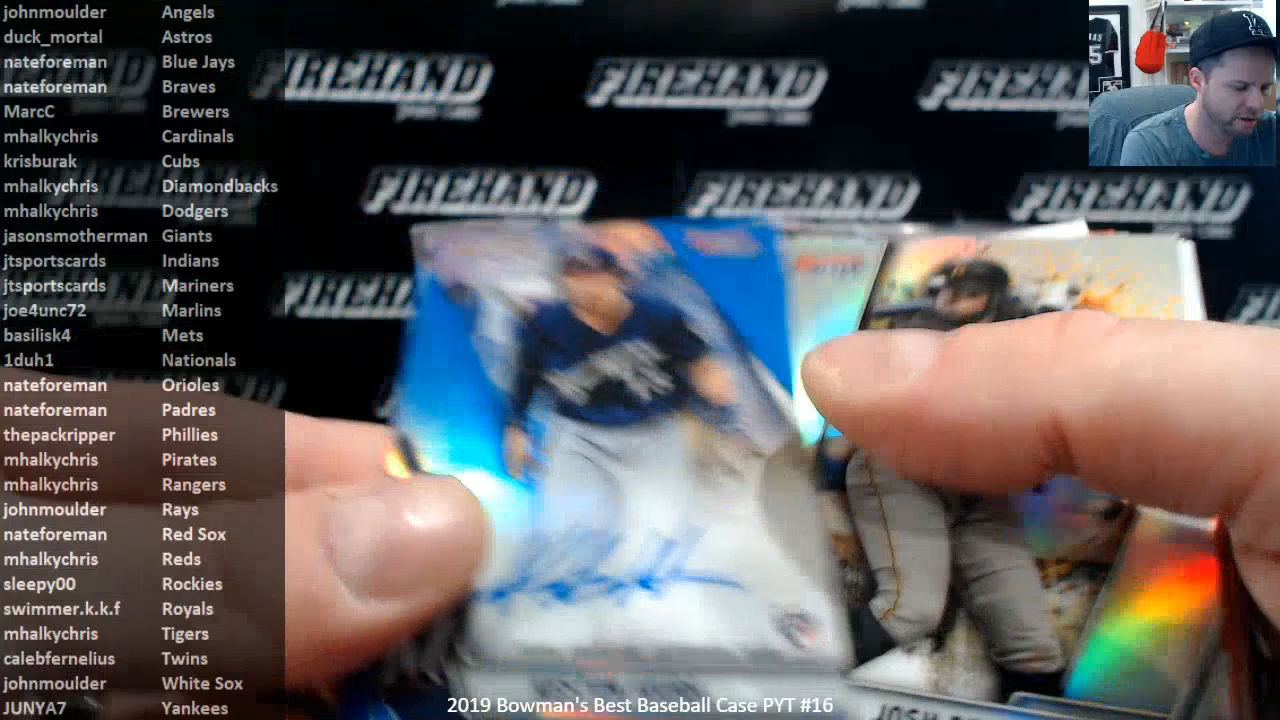 johnmoulder Angels
duck_mortal Astros
nateforeman Blue Jays
nateforeman Braves
MarcC Brewers
mhalkychris Cardinals
krisburak Cubs
mhalkychris Diamondbacks
mhalkychris Dodgers
jasonsmotherman Giants
jtsportscards Indians
jtsportscards Mariners
joe4unc72 Marlins
basilisk4 Mets
1duh1 Nationals
nateforeman Orioles
nateforeman Padres
thepackripper Phillies
mhalkychris Pirates
mhalkychris Rangers
johnmoulder Rays
nateforeman Red Sox
mhalkychris Reds
sleepy00 Rockies
swimmer.k.k.f Royals
mhalkychris Tigers
calebfernelius Twins
johnmoulder White Sox
JUNYA7 Yankees
FIREHAND FIREHAND FIREHAND
FIREHAND FIREHAND FIREHAND
JOSH
2019 Bowman's Best Baseball Case PYT #16